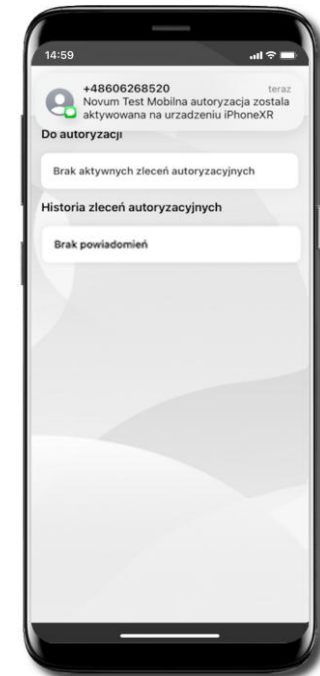 14:59
+48606268520 teraz
Novum Test Mobilna autoryzacja zostala
aktywowana na urzadzeniu iPhoneXR
Do autoryzacji
Brak aktywnych zleceń autoryzacyjnych
Historia zleceń autoryzacyjnych
Brak powiadomień